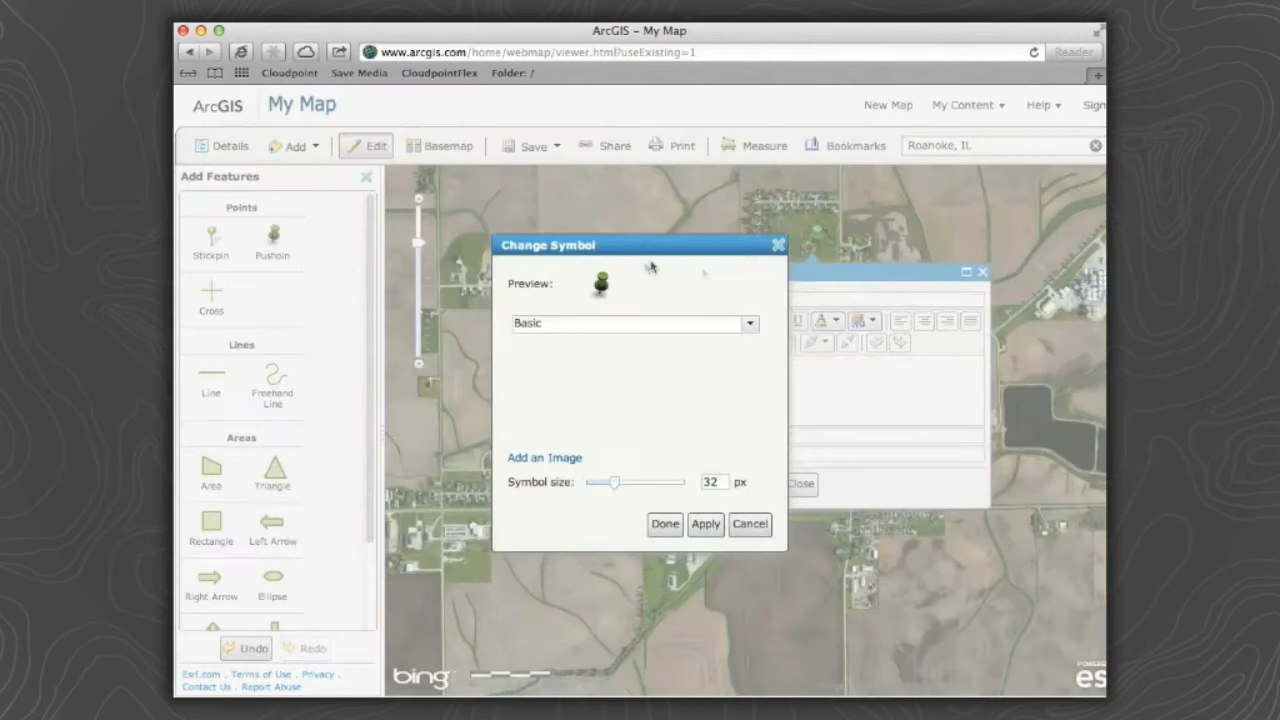 ArcGIS – My Map
www.arcgis.com/home/webmap/viewer.html?useExisting=1
Reader
Cloudpoint Save Media CloudpointFlex Folder: /
ArcGIS My Map New Map My Content Help Sign
Details Add Edit Basemap Save Share Print Measure Bookmarks Roanoke, IL
Add Features
Points
Stickpin Pushpin
Cross
Lines
Line Freehand
Line
Areas
Area Triangle
Rectangle Left Arrow
Right Arrow Ellipse
Undo Redo
Esri.com . Terms of Use . Privacy .
Contact Us . Report Abuse
Change Symbol
Preview:
Basic
Add an Image
Symbol size: 32 px
Done Apply Cancel
U A
Close
bing
POWERED
es